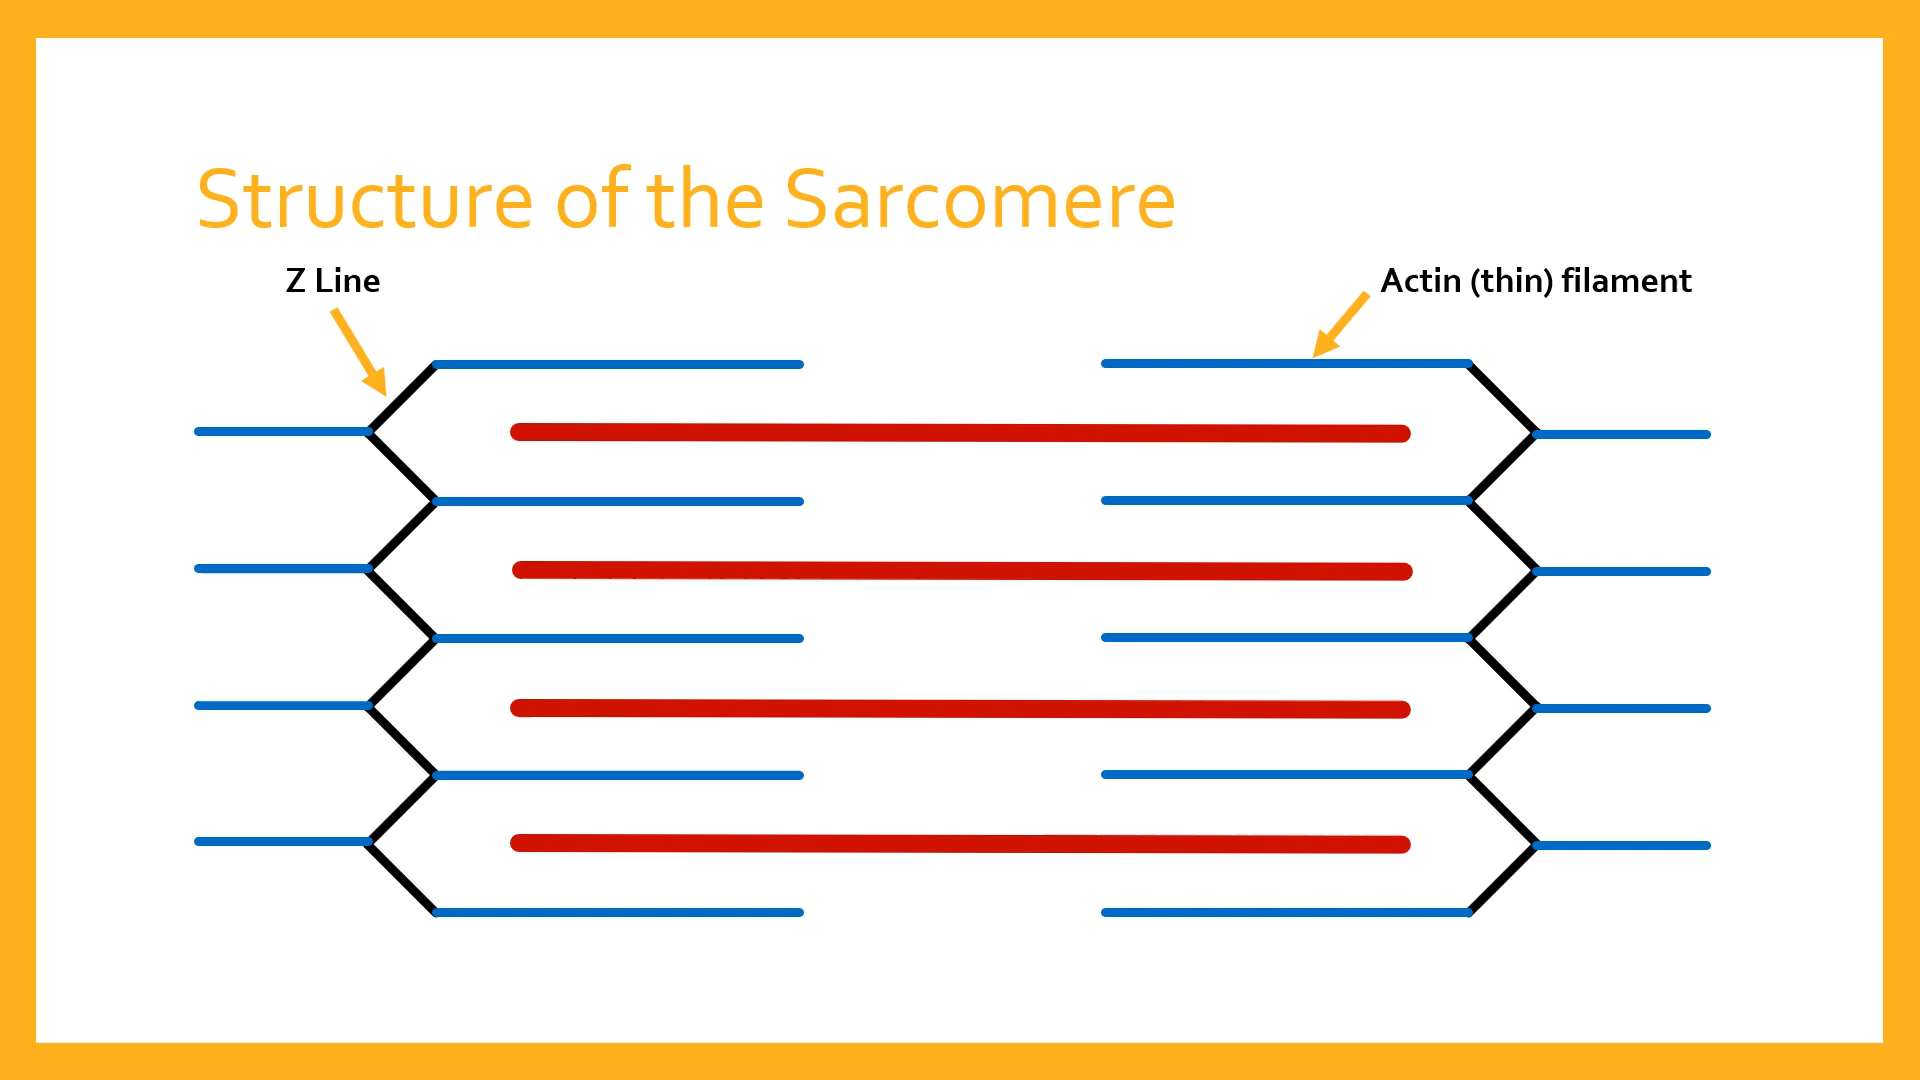 Structure of the Sarcomere
Z Line
Actin (thin) filament